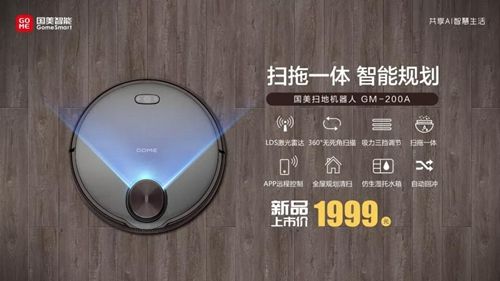 GO
ME
国美智能
GomeSmart
共享AI智慧生活
扫拖一体 智能规划
国美扫地机器人 GM-200A
GOME
LDS激光雷达
360°无死角扫描
吸力三挡调节
扫拖一体
APP远程控制
全屋规划清扫
仿生湿拖水箱
自动回冲
新品
上市价
1999元